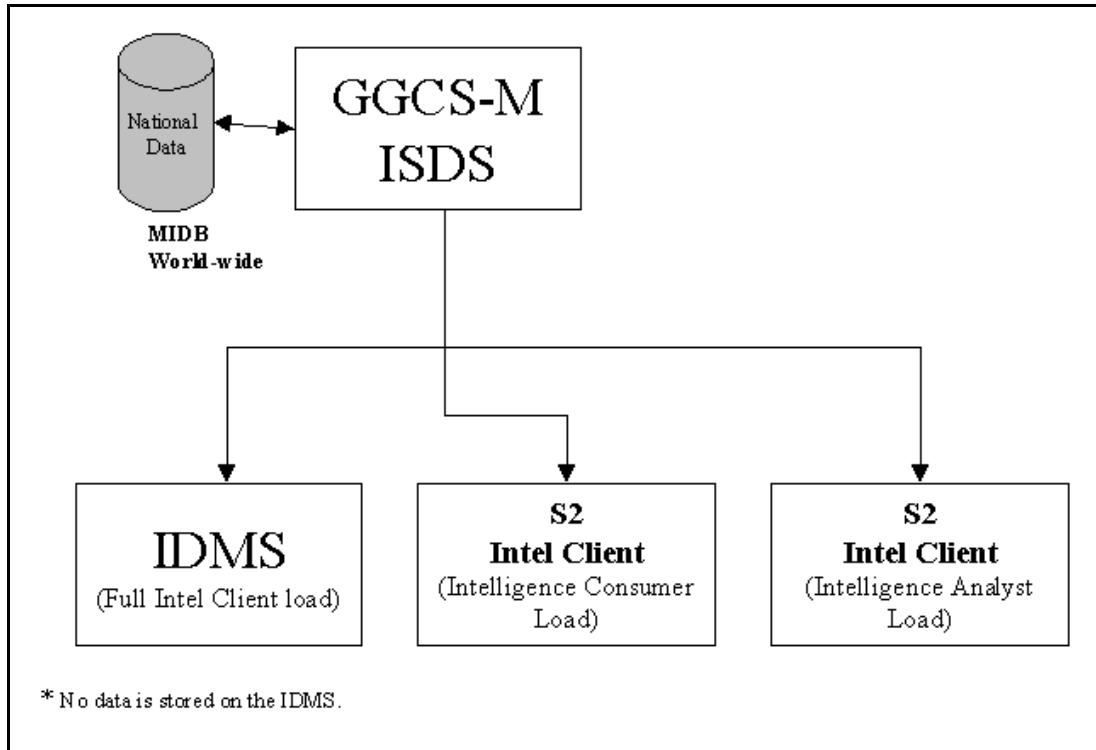 National
Data
MIDB
World-wide
GGCS-M
ISDS
IDMS
(Full Intel Client load)
S2
Intel Client
(Intelligence Consumer
Load)
S2
Intel Client
(Intelligence Analyst
Load)
* No data is stored on the IDMS.